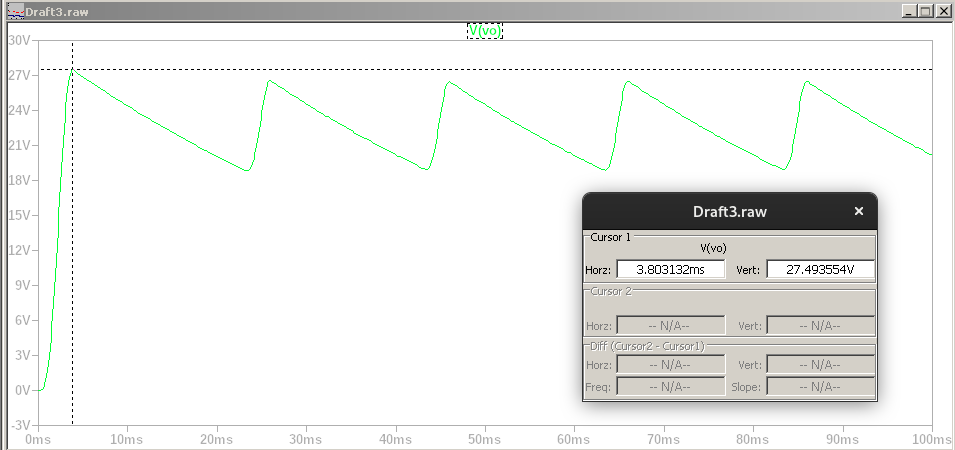 Draft3.raw
V(vo)
30V
27V
24V
21V
18V
15V
12V
9V
6V
3V
0V
-3V
0ms 10ms 20ms 30ms 40ms 50ms 60ms 70ms 80ms 90ms 100ms
Draft3.raw
Cursor 1
V(vo)
Horz: 3.803132ms Vert: 27.493554V
Cursor 2
Horz: -- N/A-- Vert: -- N/A--
Diff (Cursor2 - Cursor1)
Horz: -- N/A-- Vert: -- N/A--
Freq: -- N/A-- Slope: -- N/A--